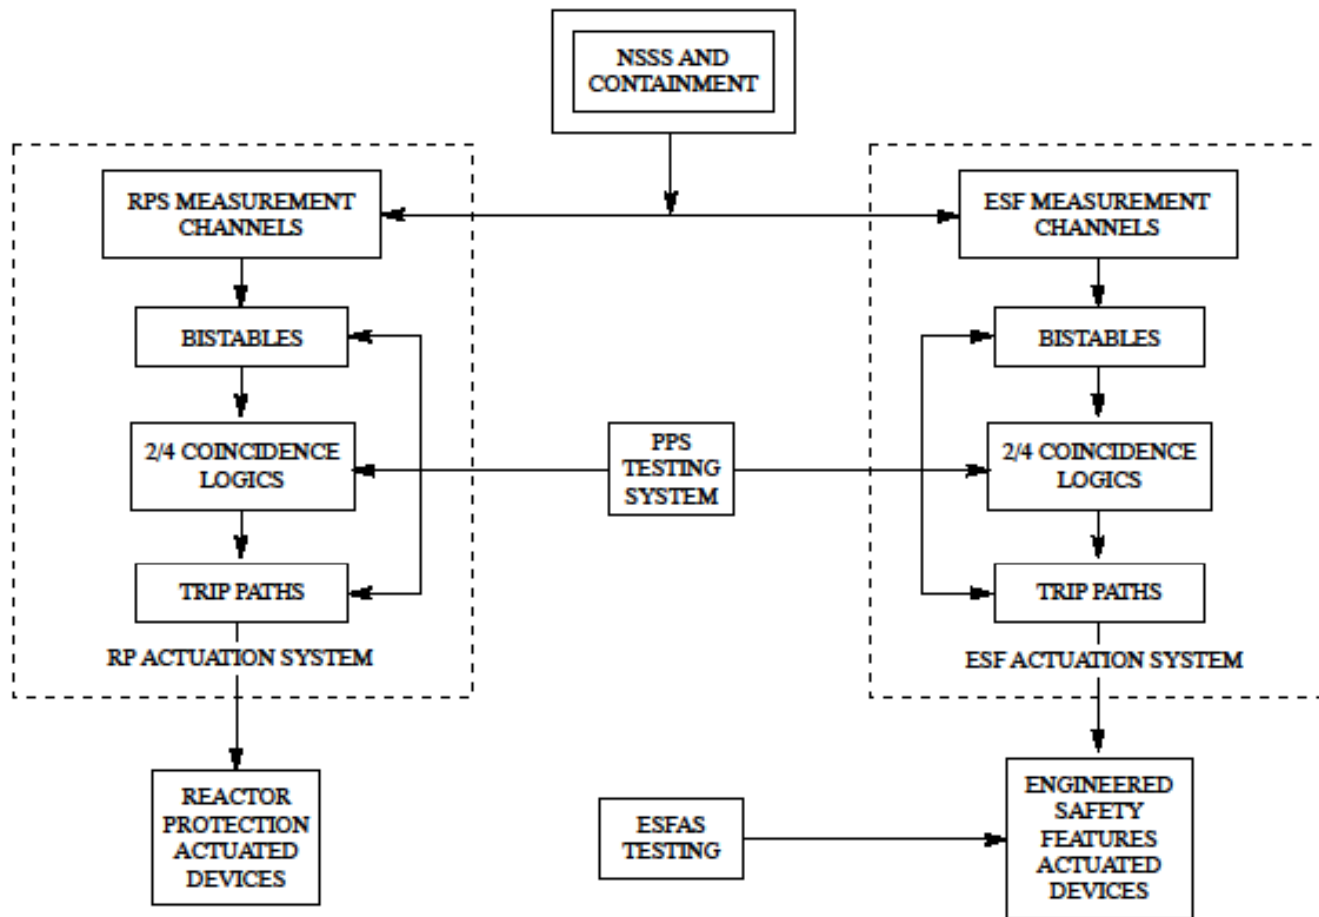 NSSS AND
CONTAINMENT
RPS MEASUREMENT
CHANNELS
ESF MEASUREMENT
CHANNELS
BISTABLES
BISTABLES
2/4 COINCIDENCE
LOGICS
PPS
TESTING
SYSTEM
2/4 COINCIDENCE
LOGICS
TRIP PATHS
TRIP PATHS
RP ACTUATION SYSTEM
ESF ACTUATION SYSTEM
REACTOR
PROTECTION
ACTUATED
DEVICES
ESFAS
TESTING
ENGINEERED
SAFETY
FEATURES
ACTUATED
DEVICES